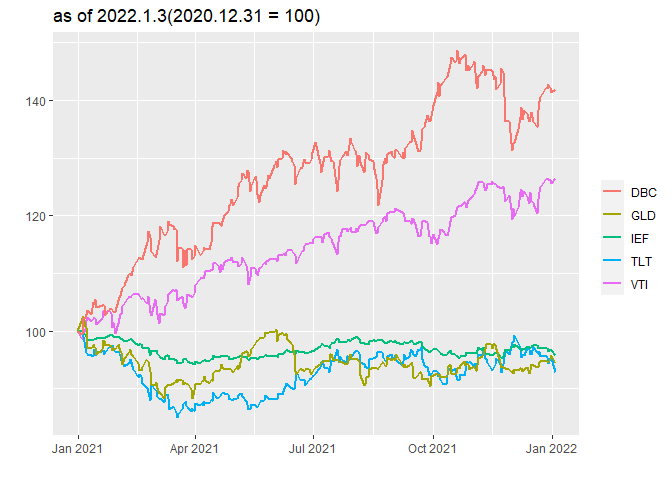 as of 2022.1.3(2020.12.31 = 100)
140
120
100
Jan 2021
Apr 2021
Jul 2021
Oct 2021
Jan 2022
DBC
GLD
IEF
TLT
VTI